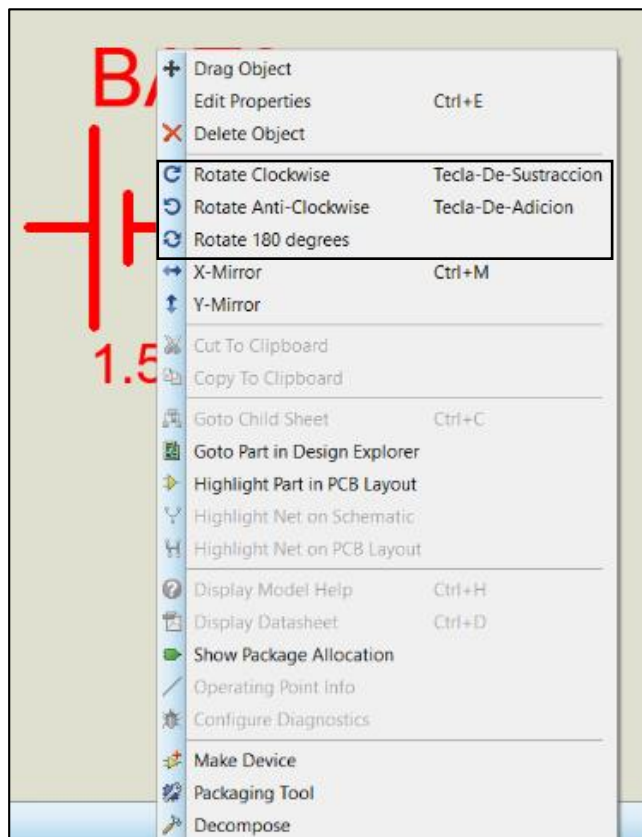 Drag Object
Edit Properties Ctrl+E
Delete Object
Rotate Clockwise Tecla-De-Sustraccion
Rotate Anti-Clockwise Tecla-De-Adicion
Rotate 180 degrees
X-Mirror Ctrl+M
Y-Mirror
1.5
Cut To Clipboard
Copy To Clipboard
Goto Child Sheet Ctrl+C
Goto Part in Design Explorer
Highlight Part in PCB Layout
Highlight Net on Schematic
Highlight Net on PCB Layout
Display Model Help Ctrl+H
Display Datasheet Ctrl+D
Show Package Allocation
Operating Point Info
Configure Diagnostics
Make Device
Packaging Tool
Decompose